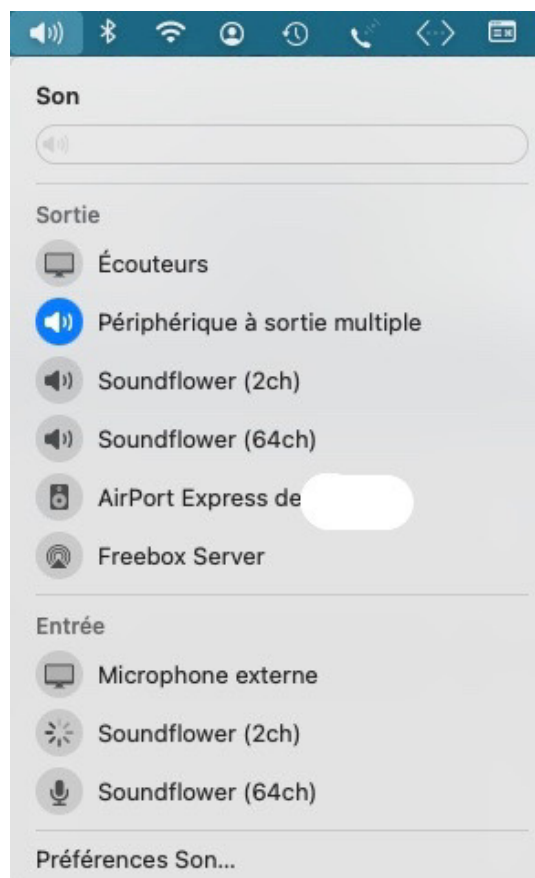 Son
Sortie
Écouteurs
Périphérique à sortie multiple
Soundflower (2ch)
Soundflower (64ch)
AirPort Express de
Freebox Server
Entrée
Microphone externe
Soundflower (2ch)
Soundflower (64ch)
Préférences Son...